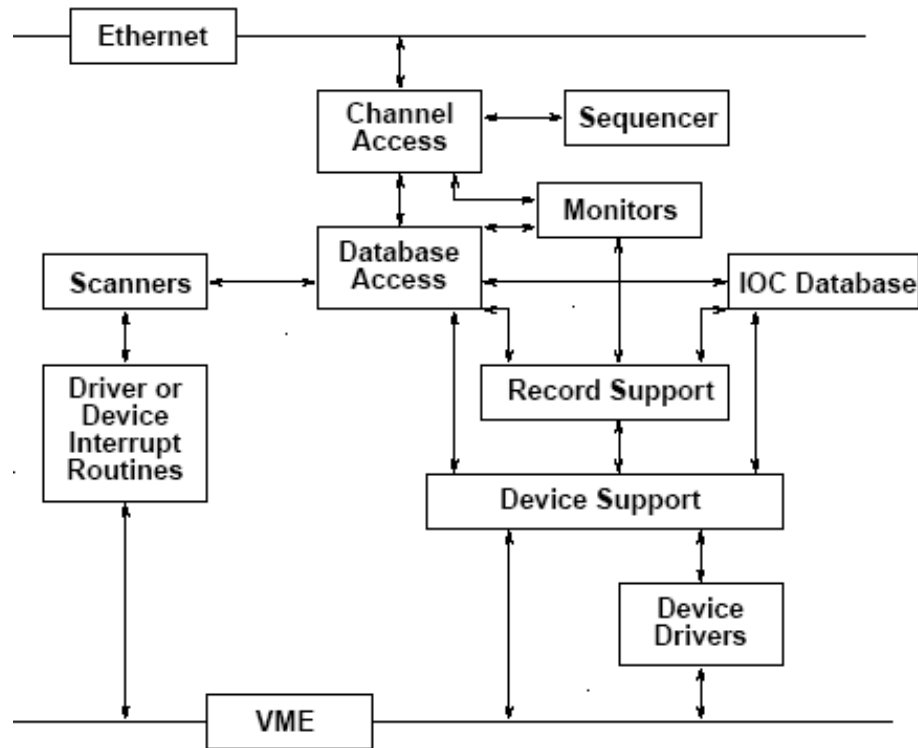 Ethernet
Channel
Access
Sequencer
Monitors
Database
Access
Scanners
IOC Database
Driver or
Device
Interrupt
Routines
Record Support
Device Support
Device
Drivers
VME